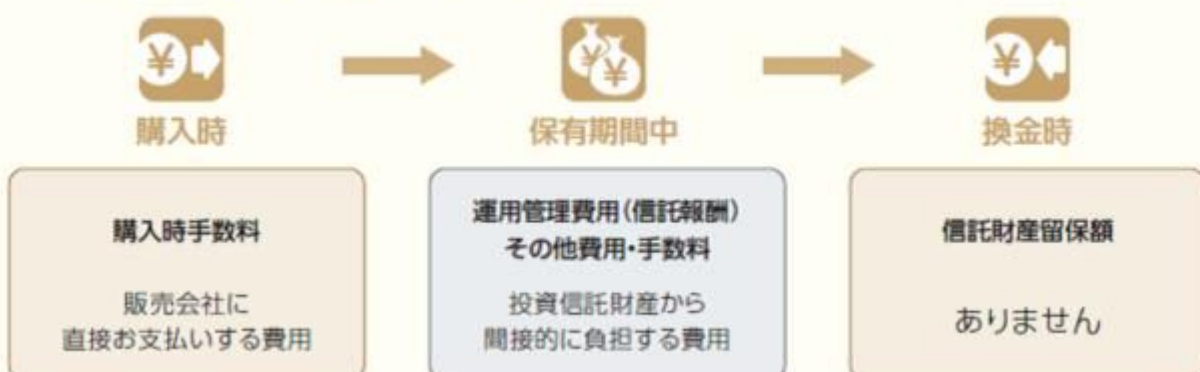 購入時
保有期間中
換金時
購入時手数料
販売会社に
直接お支払いする費用
運用管理費用(信託報酬)
その他費用・手数料
投資信託財産から
間接的に負担する費用
信託財産留保額
ありません